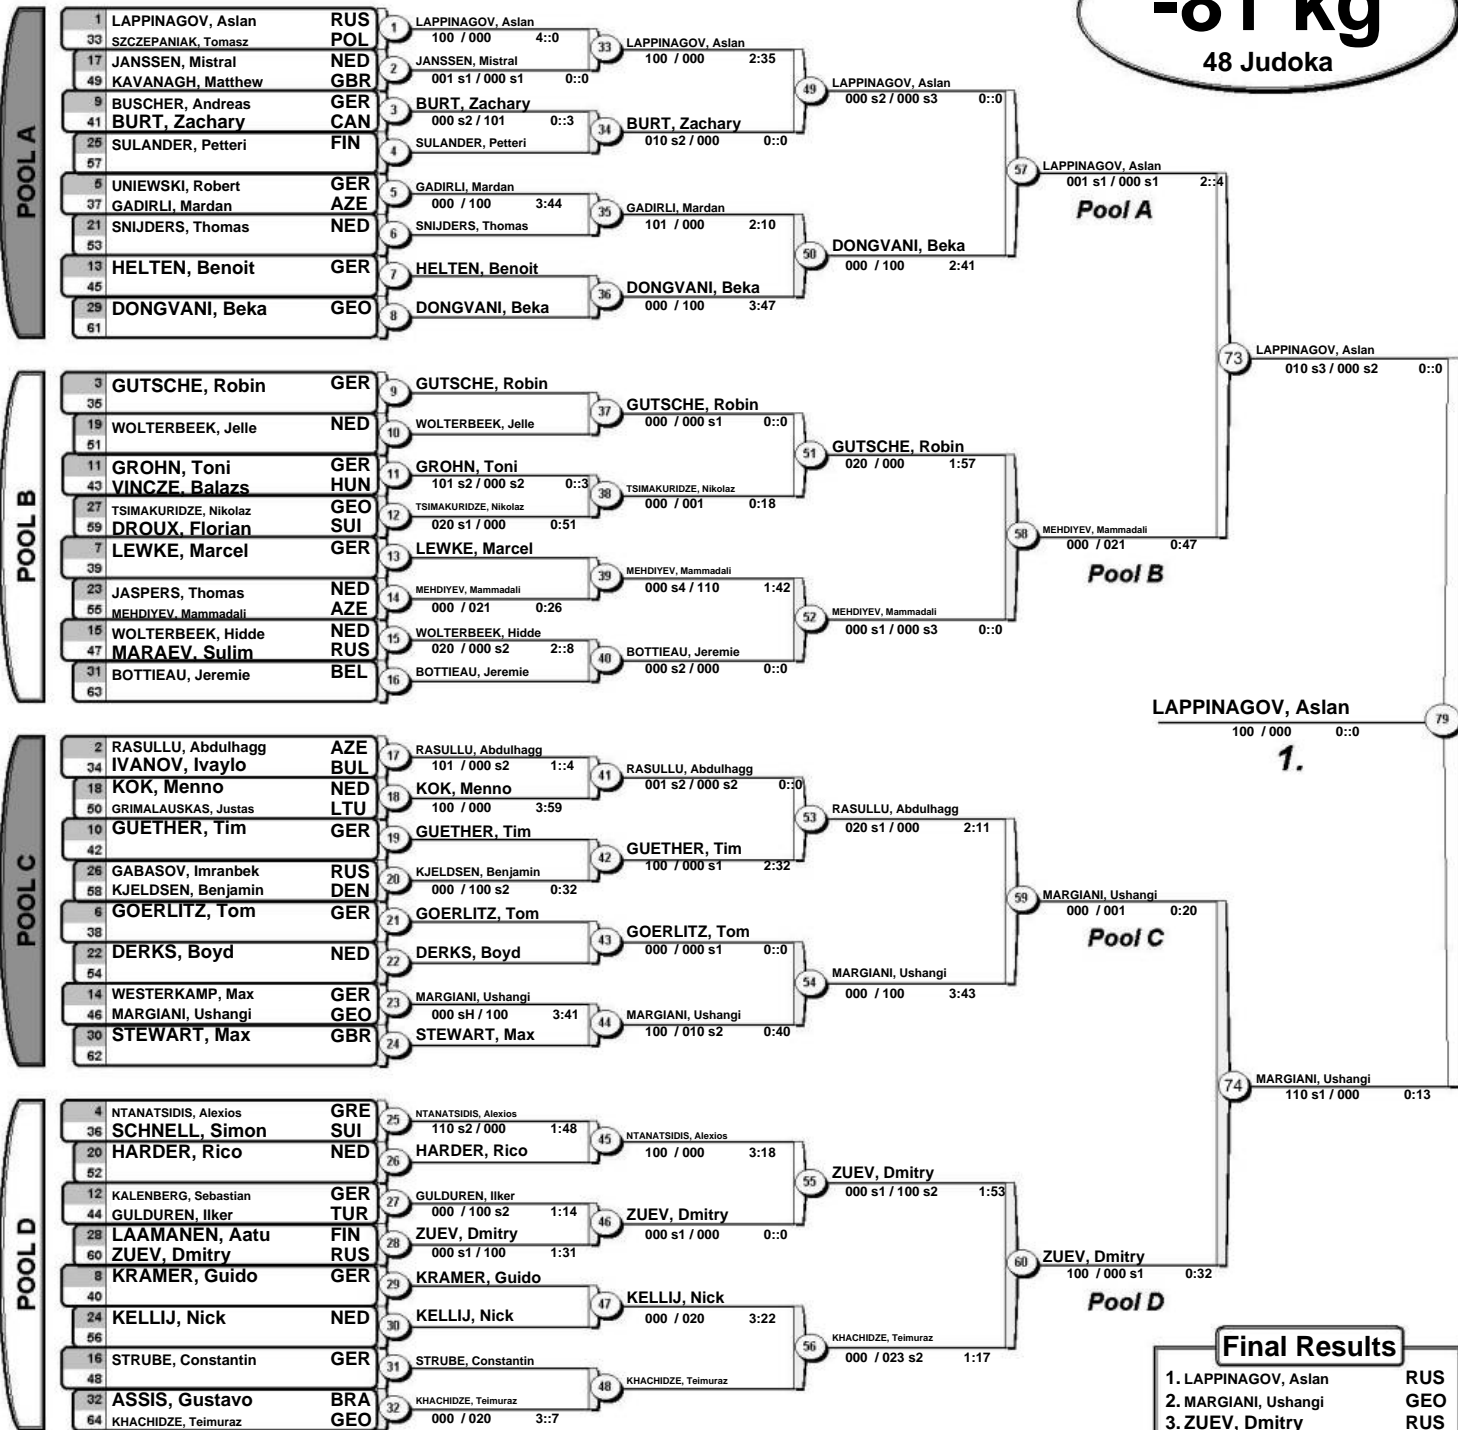 -81 kg
48 Judoka
POOL A
1 LAPPINAGOV, Aslan RUS
33 SZCZEPANIAK, Tomasz POL
17 JANSSEN, Mistral NED
49 KAVANAGH, Matthew GBR
9 BUSCHER, Andreas GER
41 BURT, Zachary CAN
25 SULANDER, Petteri FIN
57
5 UNIEWSKI, Robert GER
37 GADIRLI, Mardan AZE
21 SNIJDERS, Thomas NED
53
13 HELTEN, Benoit GER
45
29 DONGVANI, Beka GEO
61
1 LAPPINAGOV, Aslan
100 / 000 4::0
2 JANSSEN, Mistral
001 s1 / 000 s1 0::0
3 BURT, Zachary
000 s2 / 101 0::3
4 SULANDER, Petteri
5 GADIRLI, Mardan
000 / 100 3:44
6 SNIJDERS, Thomas
7 HELTEN, Benoit
8 DONGVANI, Beka
33 LAPPINAGOV, Aslan
100 / 000 2:35
34 BURT, Zachary
010 s2 / 000 0::0
35 GADIRLI, Mardan
101 / 000 2:10
36 DONGVANI, Beka
000 / 100 3:47
49 LAPPINAGOV, Aslan
000 s2 / 000 s3 0::0
50 DONGVANI, Beka
000 / 100 2:41
57 LAPPINAGOV, Aslan
001 s1 / 000 s1 2::4
Pool A
POOL B
3 GUTSCHE, Robin GER
35
19 WOLTERBEEK, Jelle NED
51
11 GROHN, Toni GER
43 VINCZE, Balazs HUN
27 TSIMAKURIDZE, Nikolaz GEO
59 DROUX, Florian SUI
7 LEWKE, Marcel GER
39
23 JASPERS, Thomas NED
55 MEHDIYEV, Mammadali AZE
15 WOLTERBEEK, Hidde NED
47 MARAEV, Sulim RUS
31 BOTTIEAU, Jeremie BEL
63
9 GUTSCHE, Robin
10 WOLTERBEEK, Jelle
11 GROHN, Toni
101 s2 / 000 s2 0::3
12 TSIMAKURIDZE, Nikolaz
020 s1 / 000 0:51
13 LEWKE, Marcel
14 MEHDIYEV, Mammadali
000 / 021 0:26
15 WOLTERBEEK, Hidde
020 / 000 s2 2::8
16 BOTTIEAU, Jeremie
37 GUTSCHE, Robin
000 / 000 s1 0::0
38 TSIMAKURIDZE, Nikolaz
000 / 001 0:18
39 MEHDIYEV, Mammadali
000 s4 / 110 1:42
40 BOTTIEAU, Jeremie
000 s2 / 000 0::0
51 GUTSCHE, Robin
020 / 000 1:57
52 MEHDIYEV, Mammadali
000 s1 / 000 s3 0::0
58 MEHDIYEV, Mammadali
000 / 021 0:47
Pool B
73 LAPPINAGOV, Aslan
010 s3 / 000 s2 0::0
LAPPINAGOV, Aslan 79
100 / 000 0::0
1.
POOL C
2 RASULLU, Abdulhagg AZE
34 IVANOV, Ivaylo BUL
18 KOK, Menno NED
50 GRIMALAUSKAS, Justas LTU
10 GUETHER, Tim GER
42
26 GABASOV, Imranbek RUS
58 KJELDSEN, Benjamin DEN
6 GOERLITZ, Tom GER
38
22 DERKS, Boyd NED
54
14 WESTERKAMP, Max GER
46 MARGIANI, Ushangi GEO
30 STEWART, Max GBR
62
17 RASULLU, Abdulhagg
101 / 000 s2 1::4
18 KOK, Menno
100 / 000 3:59
19 GUETHER, Tim
20 KJELDSEN, Benjamin
000 / 100 s2 0:32
21 GOERLITZ, Tom
22 DERKS, Boyd
23 MARGIANI, Ushangi
000 sH / 100 3:41
24 STEWART, Max
41 RASULLU, Abdulhagg
001 s2 / 000 s2 0::0
42 GUETHER, Tim
100 / 000 s1 2:32
43 GOERLITZ, Tom
000 / 000 s1 0::0
44 MARGIANI, Ushangi
100 / 010 s2 0:40
53 RASULLU, Abdulhagg
020 s1 / 000 2:11
54 MARGIANI, Ushangi
000 / 100 3:43
59 MARGIANI, Ushangi
000 / 001 0:20
Pool C
74 MARGIANI, Ushangi
110 s1 / 000 0:13
POOL D
4 NTANATSIDIS, Alexios GRE
36 SCHNELL, Simon SUI
20 HARDER, Rico NED
52
12 KALENBERG, Sebastian GER
44 GULDUREN, Ilker TUR
28 LAAMANEN, Aatu FIN
60 ZUEV, Dmitry RUS
8 KRAMER, Guido GER
40
24 KELLIJ, Nick NED
56
16 STRUBE, Constantin GER
48
32 ASSIS, Gustavo BRA
64 KHACHIDZE, Teimuraz GEO
25 NTANATSIDIS, Alexios
110 s2 / 000 1:48
26 HARDER, Rico
27 GULDUREN, Ilker
000 / 100 s2 1:14
28 ZUEV, Dmitry
000 s1 / 100 1:31
29 KRAMER, Guido
30 KELLIJ, Nick
31 STRUBE, Constantin
32 KHACHIDZE, Teimuraz
000 / 020 3::7
45 NTANATSIDIS, Alexios
100 / 000 3:18
46 ZUEV, Dmitry
000 s1 / 000 0::0
47 KELLIJ, Nick
000 / 020 3:22
48 KHACHIDZE, Teimuraz
55 ZUEV, Dmitry
000 s1 / 100 s2 1:53
56 KHACHIDZE, Teimuraz
000 / 023 s2 1:17
60 ZUEV, Dmitry
100 / 000 s1 0:32
Pool D
Final Results
1. LAPPINAGOV, Aslan RUS
2. MARGIANI, Ushangi GEO
3. ZUEV, Dmitry RUS